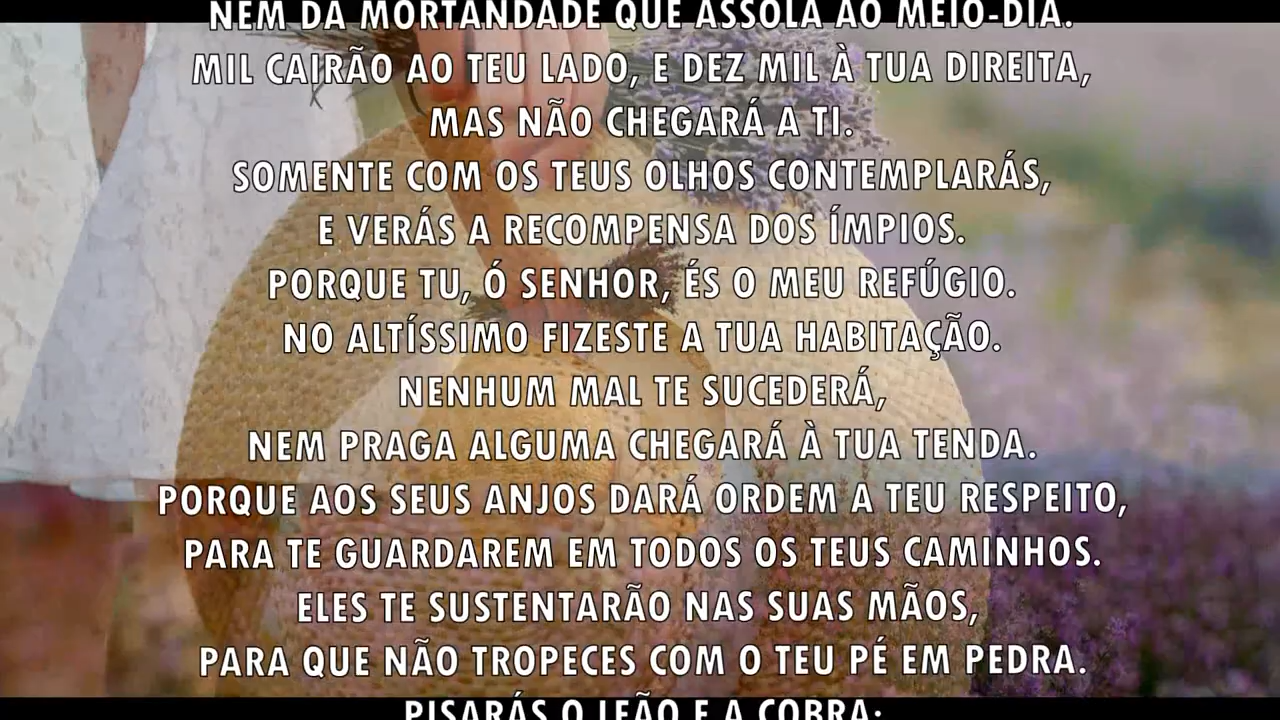 NEM DA MORTANDADE QUE ASSOLA AO MEIO-DIA.
MIL CAIRÃO AO TEU LADO, E DEZ MIL À TUA DIREITA,
MAS NÃO CHEGARÁ A TI.
SOMENTE COM OS TEUS OLHOS CONTEMPLARÁS,
E VERÁS A RECOMPENSA DOS ÍMPIOS.
PORQUE TU, Ó SENHOR, ÉS O MEU REFÚGIO.
NO ALTÍSSIMO FIZESTE A TUA HABITAÇÃO.
NENHUM MAL TE SUCEDERÁ,
NEM PRAGA ALGUMA CHEGARÁ À TUA TENDA.
PORQUE AOS SEUS ANJOS DARÁ ORDEM A TEU RESPEITO,
PARA TE GUARDAREM EM TODOS OS TEUS CAMINHOS.
ELES TE SUSTENTARÃO NAS SUAS MÃOS,
PARA QUE NÃO TROPECES COM O TEU PÉ EM PEDRA.
PISARÁS O LEÃO E A COBRA;